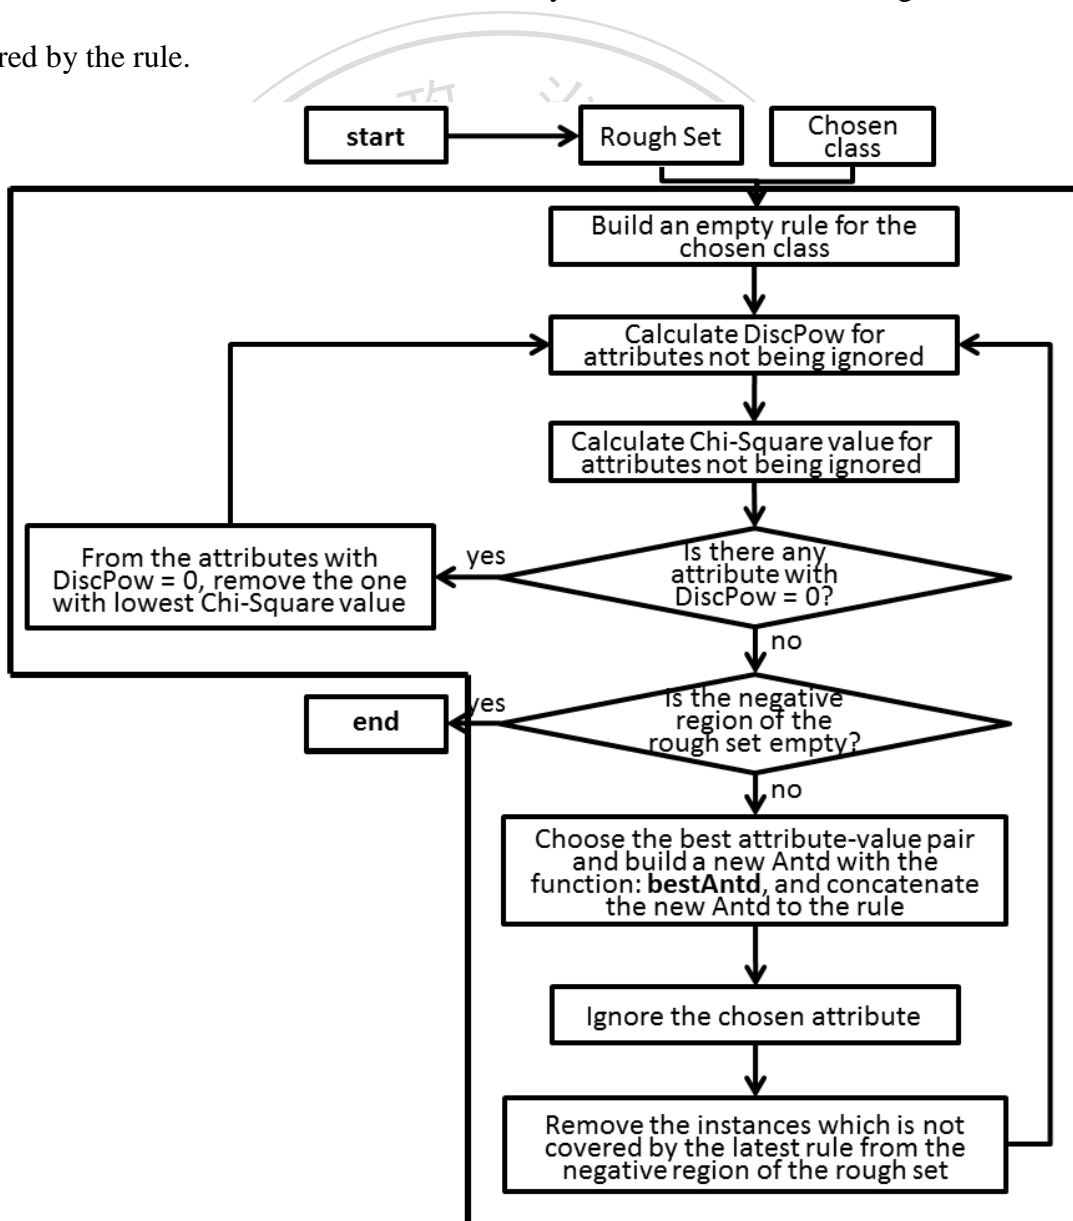 red by the rule.
政 治
start
Rough Set
Chosen
class
Build an empty rule for the
chosen class
Calculate DiscPow for
attributes not being ignored
Calculate Chi-Square value for
attributes not being ignored
Is there any
attribute with
DiscPow = 0?
yes
From the attributes with
DiscPow = 0, remove the one
with lowest Chi-Square value
no
Is the negative
region of the
rough set empty?
yes
end
no
Choose the best attribute-value pair
and build a new Antd with the
function: bestAntd, and concatenate
the new Antd to the rule
Ignore the chosen attribute
Remove the instances which is not
covered by the latest rule from the
negative region of the rough set